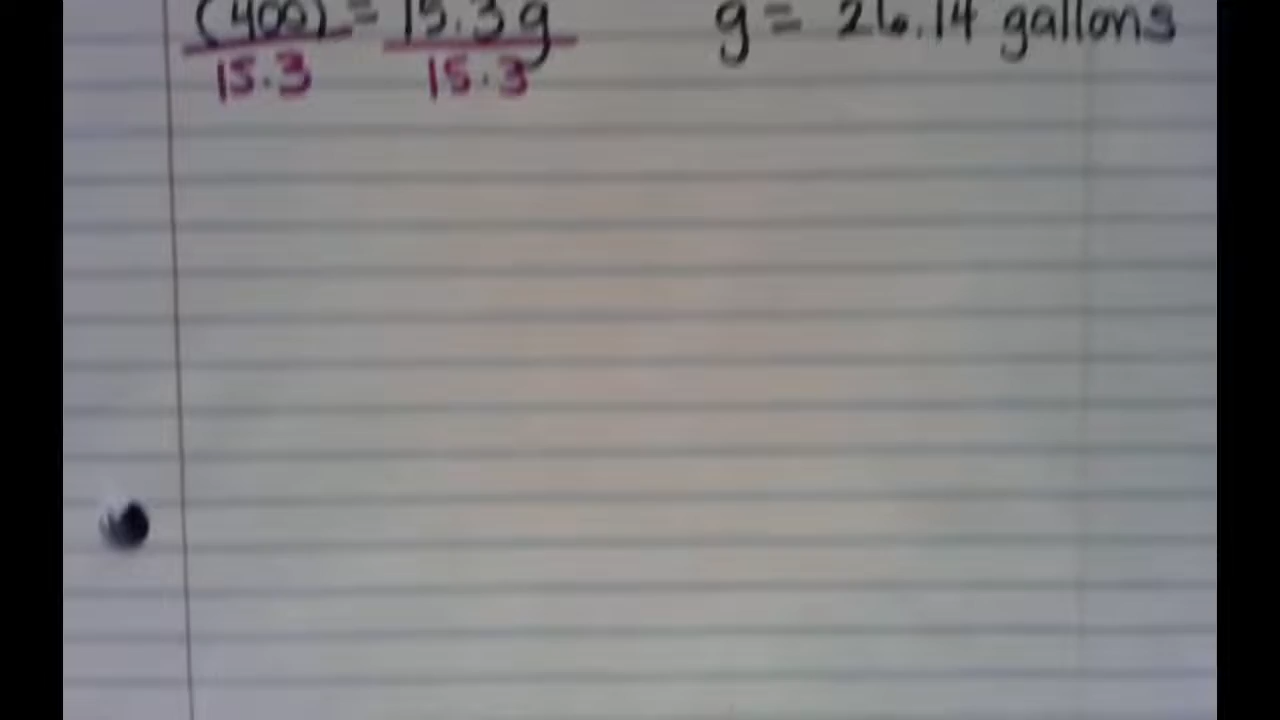 (400) = 15.3g g = 26.14 gallons
15.3 15.3